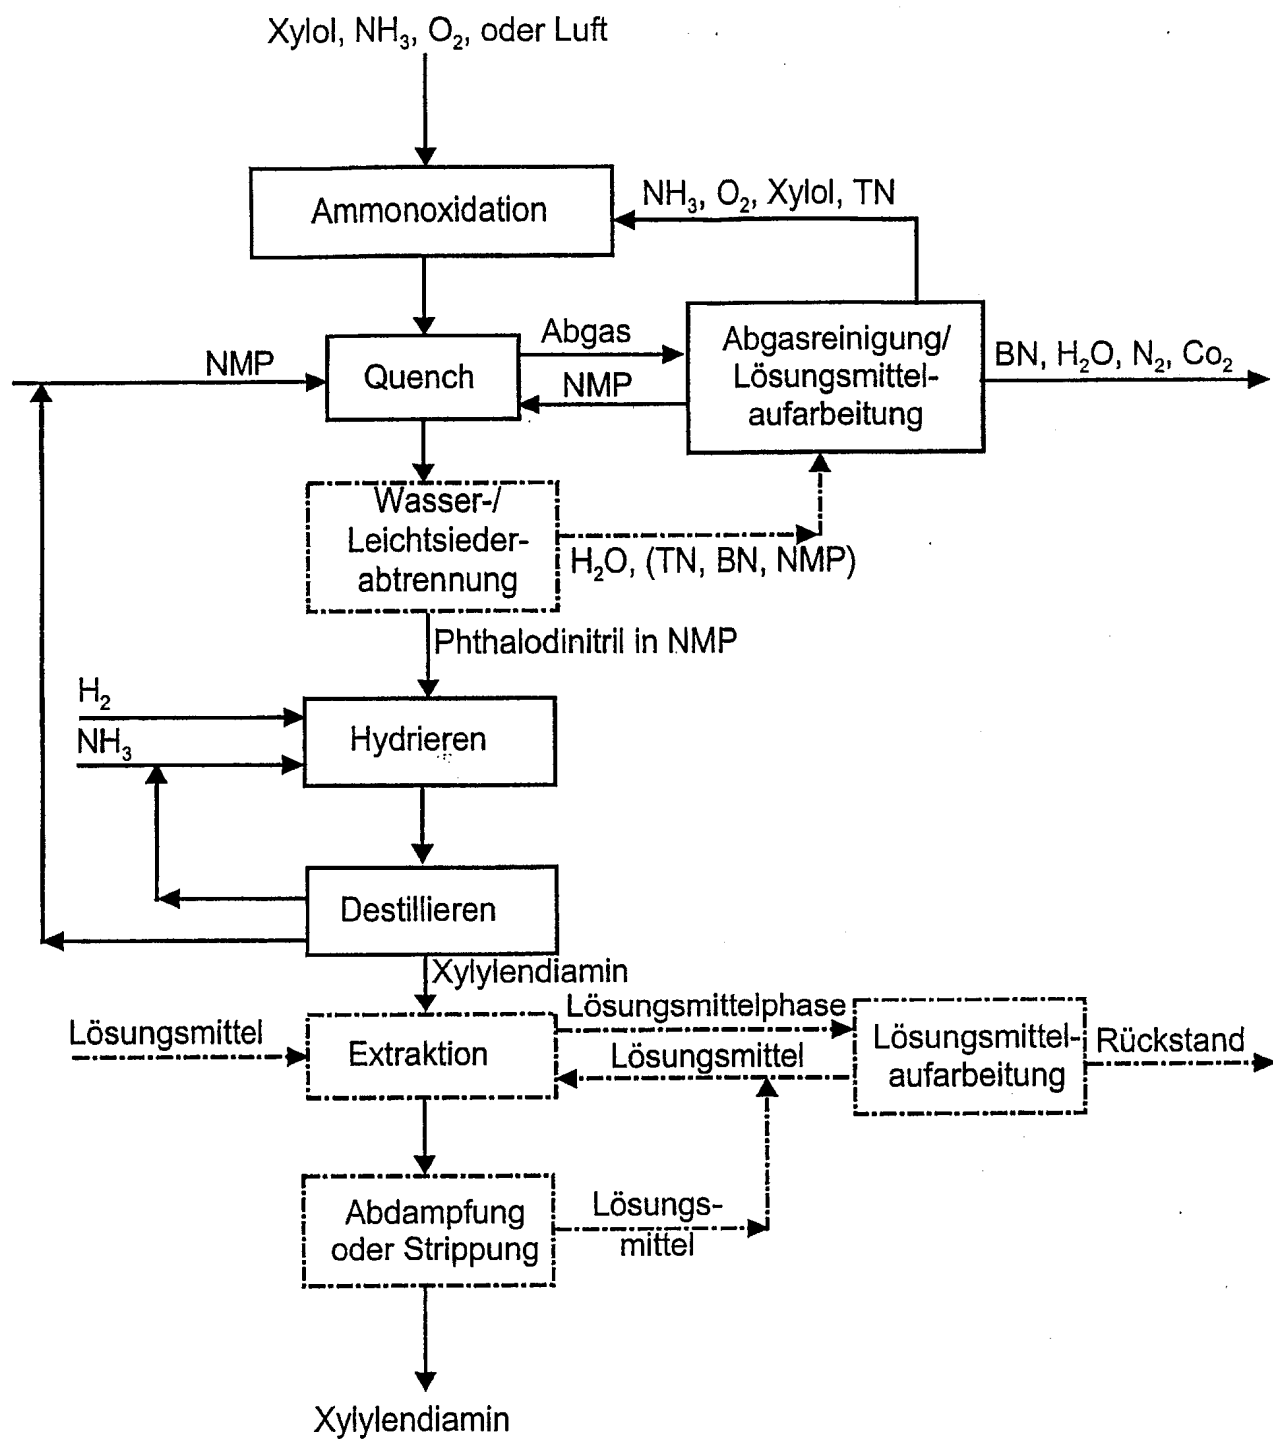 Xylol, NH₃, O₂, oder Luft
Ammonoxidation
NH₃, O₂, Xylol, TN
NMP
Quench
Abgas
NMP
Abgasreinigung/
Lösungsmittel-
aufarbeitung
BN, H₂O, N₂, Co₂
Wasser-/
Leichtsieder-
abtrennung
H₂O, (TN, BN, NMP)
Phthalodinitril in NMP
H₂
NH₃
Hydrieren
Destillieren
Xylylendiamin
Lösungsmittel
Extraktion
Lösungsmittelphase
Lösungsmittel
Lösungsmittel-
aufarbeitung
Rückstand
Abdampfung
oder Strippung
Lösungs-
mittel
Xylylendiamin